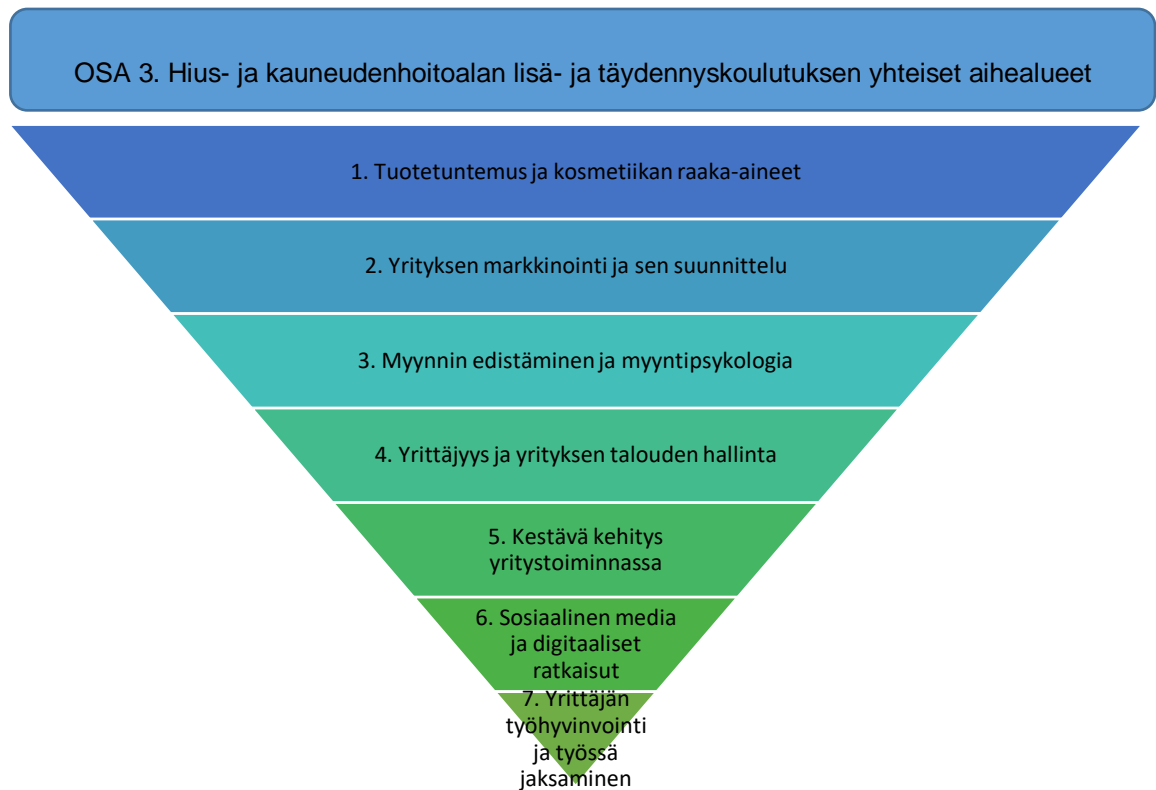 OSA 3. Hius- ja kauneudenhoitoalan lisä- ja täydennyskoulutuksen yhteiset aihealueet
1. Tuotetuntemus ja kosmetiikan raaka-aineet
2. Yrityksen markkinointi ja sen suunnittelu
3. Myynnin edistäminen ja myyntipsykologia
4. Yrittäjyys ja yrityksen talouden hallinta
5. Kestävä kehitys
yritystoiminnassa
6. Sosiaalinen media
ja digitaaliset
ratkaisut
7. Yrittäjän
työhyvinvointi
ja työssä
jaksaminen